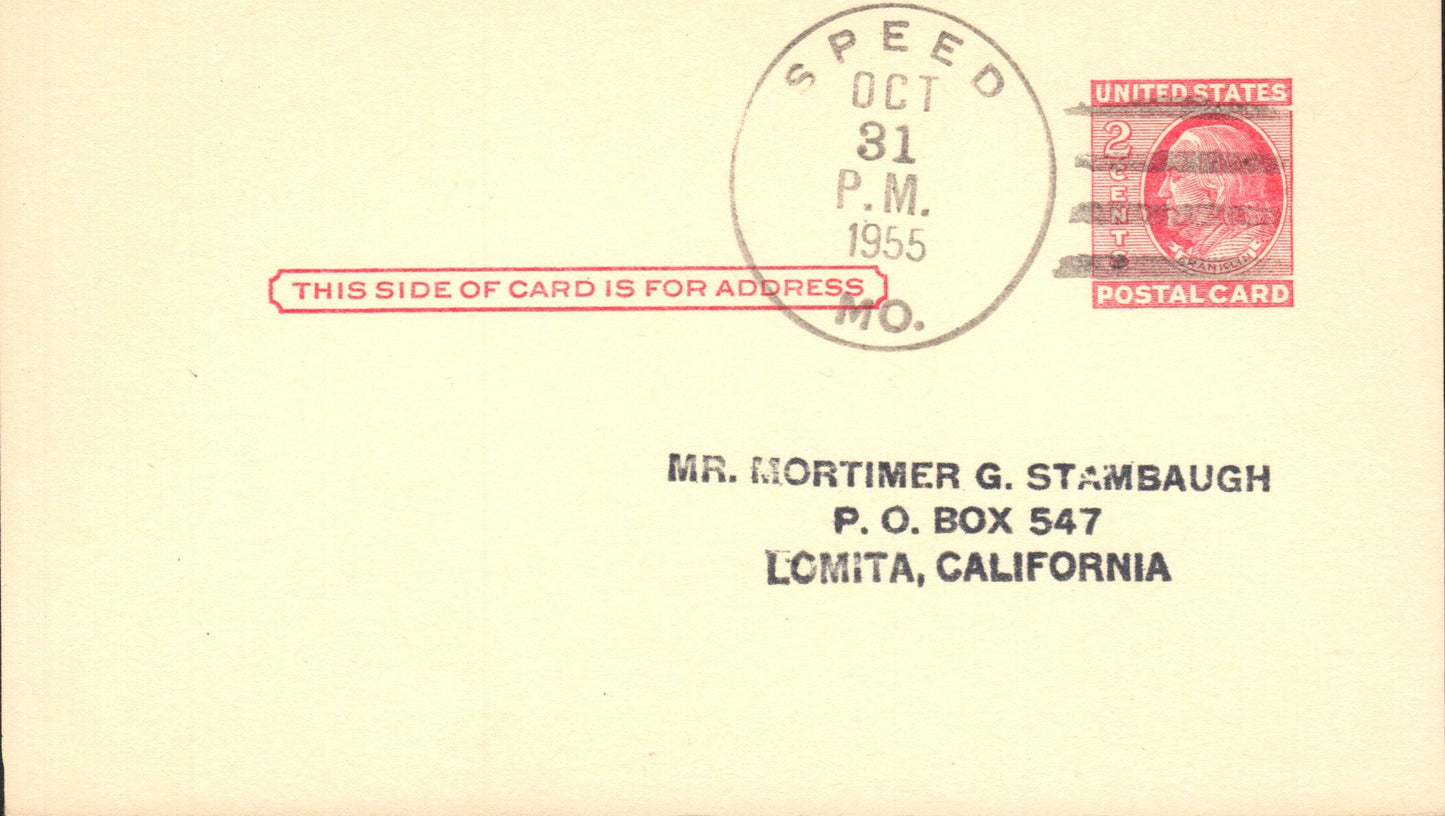 SPEED
OCT
31
P.M.
1955
MO.
UNITED STATES
2 CENTS
FRANKLIN
POSTAL CARD
THIS SIDE OF CARD IS FOR ADDRESS
MR. MORTIMER G. STAMBAUGH
P. O. BOX 547
LOMITA, CALIFORNIA